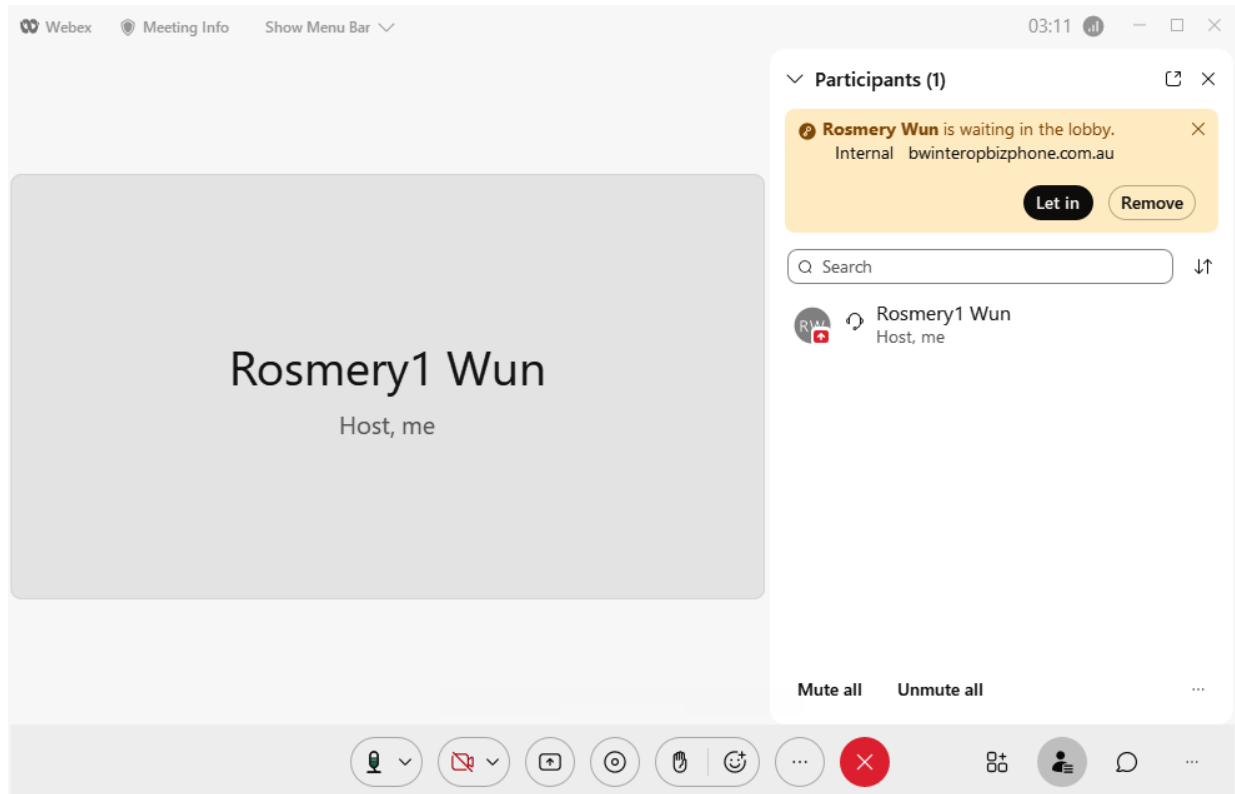 Webex Meeting Info Show Menu Bar 03:11
Participants (1)
Rosmery Wun is waiting in the lobby.
Internal bwinteropbizphone.com.au
Let in Remove
Search
Rosmery1 Wun
Host, me
RW
Rosmery1 Wun
Host, me
Mute all Unmute all